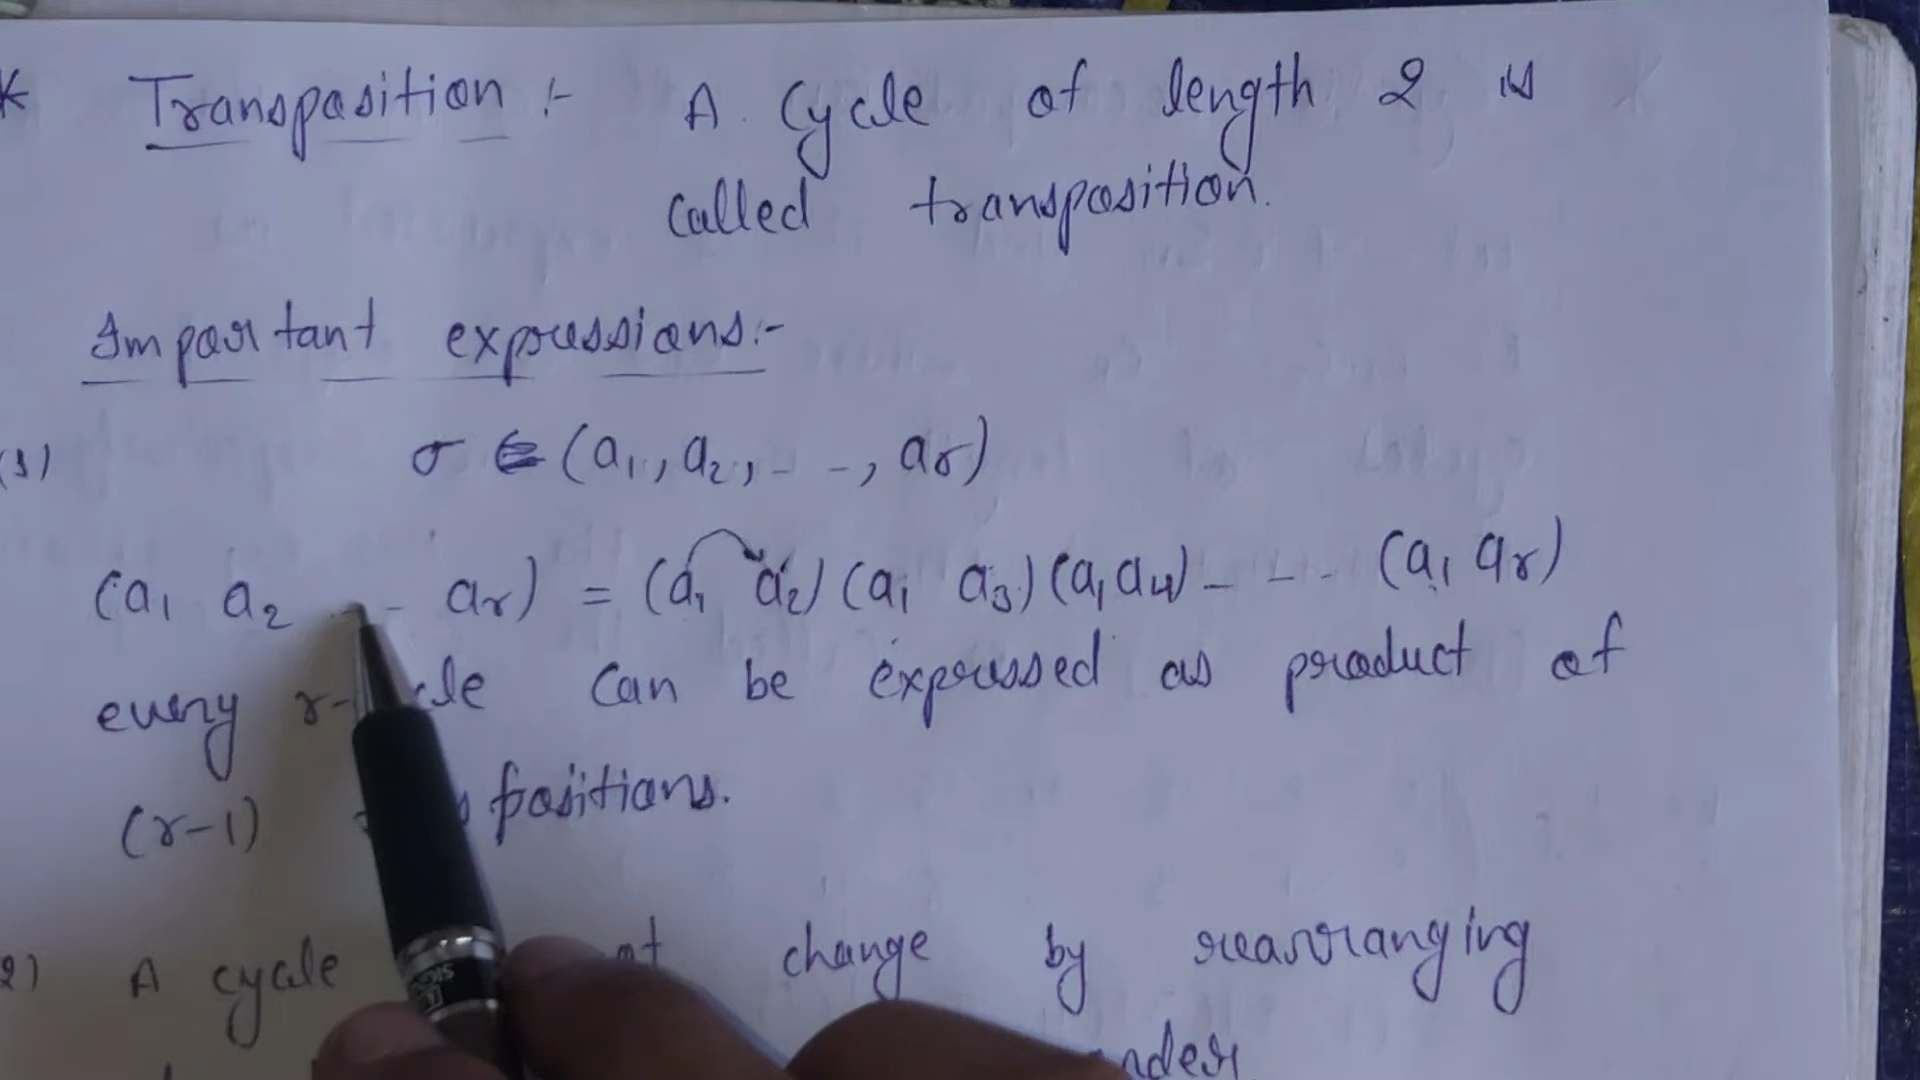 Transposition :- A cycle of length 2 is
called transposition.
Important expressions:-
(1) σ = (a1, a2, - - -, ar)
(a1 a2 - - ar) = (a1 a2) (a1 a3) (a1 a4) - - - (a1 ar)
every can be expressed as product of
(r-1)
2) A cycle change by rearranging